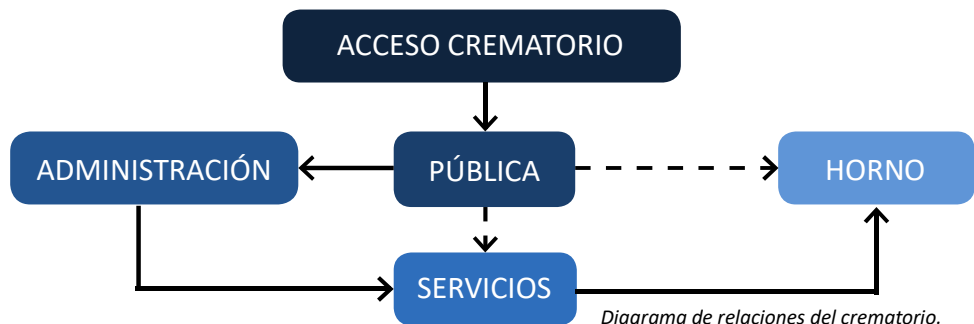 ACCESO CREMATORIO
ADMINISTRACIÓN
PÚBLICA
HORNO
SERVICIOS
Diagrama de relaciones del crematorio.